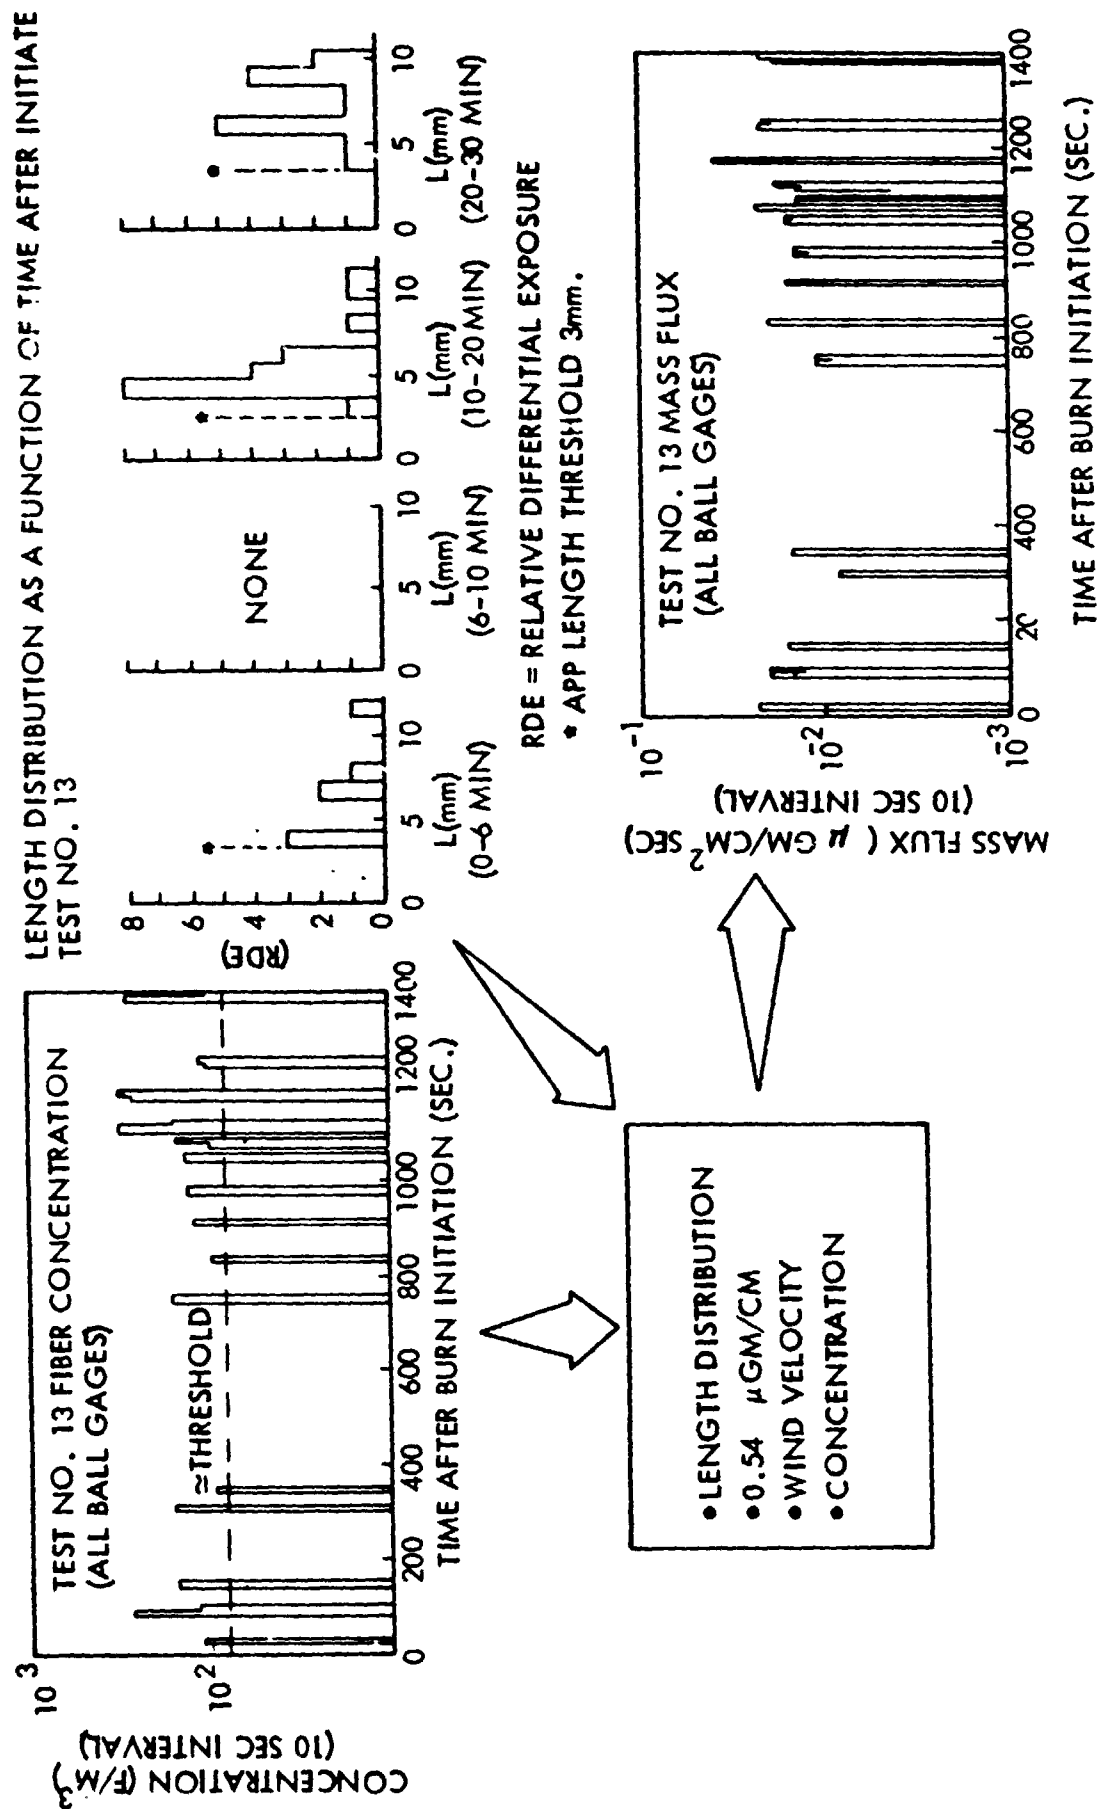 LENGTH DISTRIBUTION AS A FUNCTION OF TIME AFTER INITIATE
TEST NO. 13
TEST NO. 13 FIBER CONCENTRATION
(ALL BALL GAGES)
≃THRESHOLD
CONCENTRATION (F/M3)
(10 SEC INTERVAL)
10 3
10 2
0 200 400 600 800 1000 1200 1400
TIME AFTER BURN INITIATION (SEC.)
(RDE)
8
6
4
2
0
0 5 10
L(mm)
(0-6 MIN)
NONE
0 5 10
L(mm)
(6-10 MIN)
0 5 10
L(mm)
(10-20MIN)
0 5 10
L(mm)
(20-30 MIN)
RDE = RELATIVE DIFFERENTIAL EXPOSURE
* APP LENGTH THRESHOLD 3mm.
•LENGTH DISTRIBUTION
•0.54 μGM/CM
•WIND VELOCITY
•CONCENTRATION
TEST NO. 13 MASS FLUX
(ALL BALL GAGES)
MASS FLUX ( μ GM/CM2 SEC)
(10 SEC INTERVAL)
10-1
10-2
10-3
0 20 400 600 800 1000 1200 1400
TIME AFTER BURN INITIATION (SEC.)